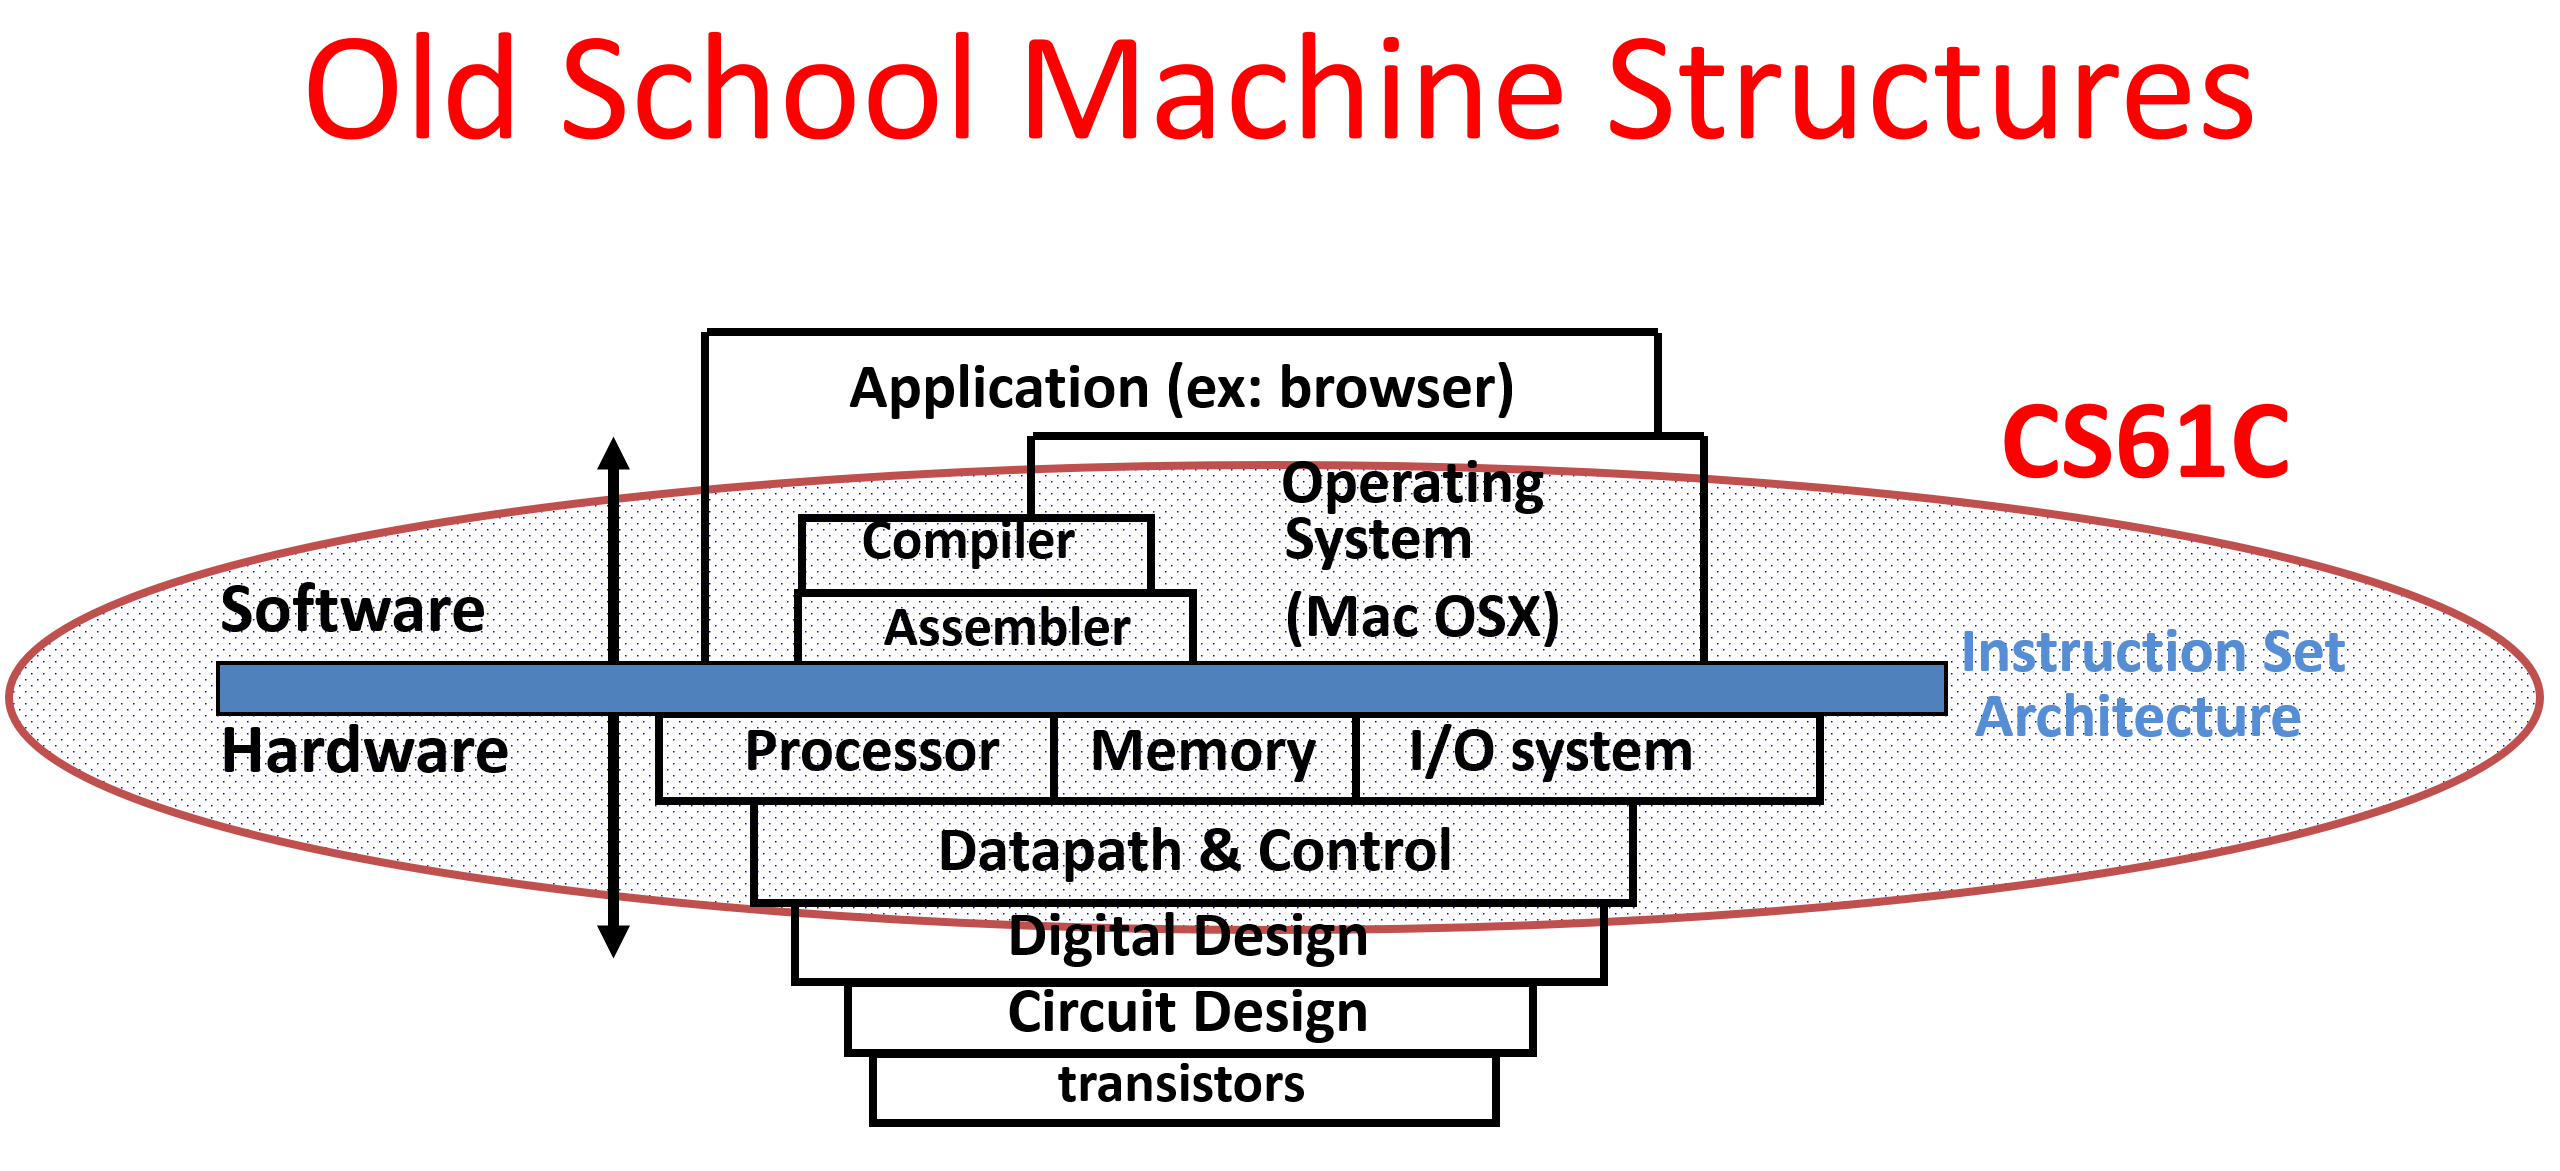 Old School Machine Structures
Application (ex: browser)
CS61C
Operating
System
(Mac OSX)
Compiler
Assembler
Software
Instruction Set
Architecture
Hardware
Processor
Memory
I/O system
Datapath & Control
Digital Design
Circuit Design
transistors